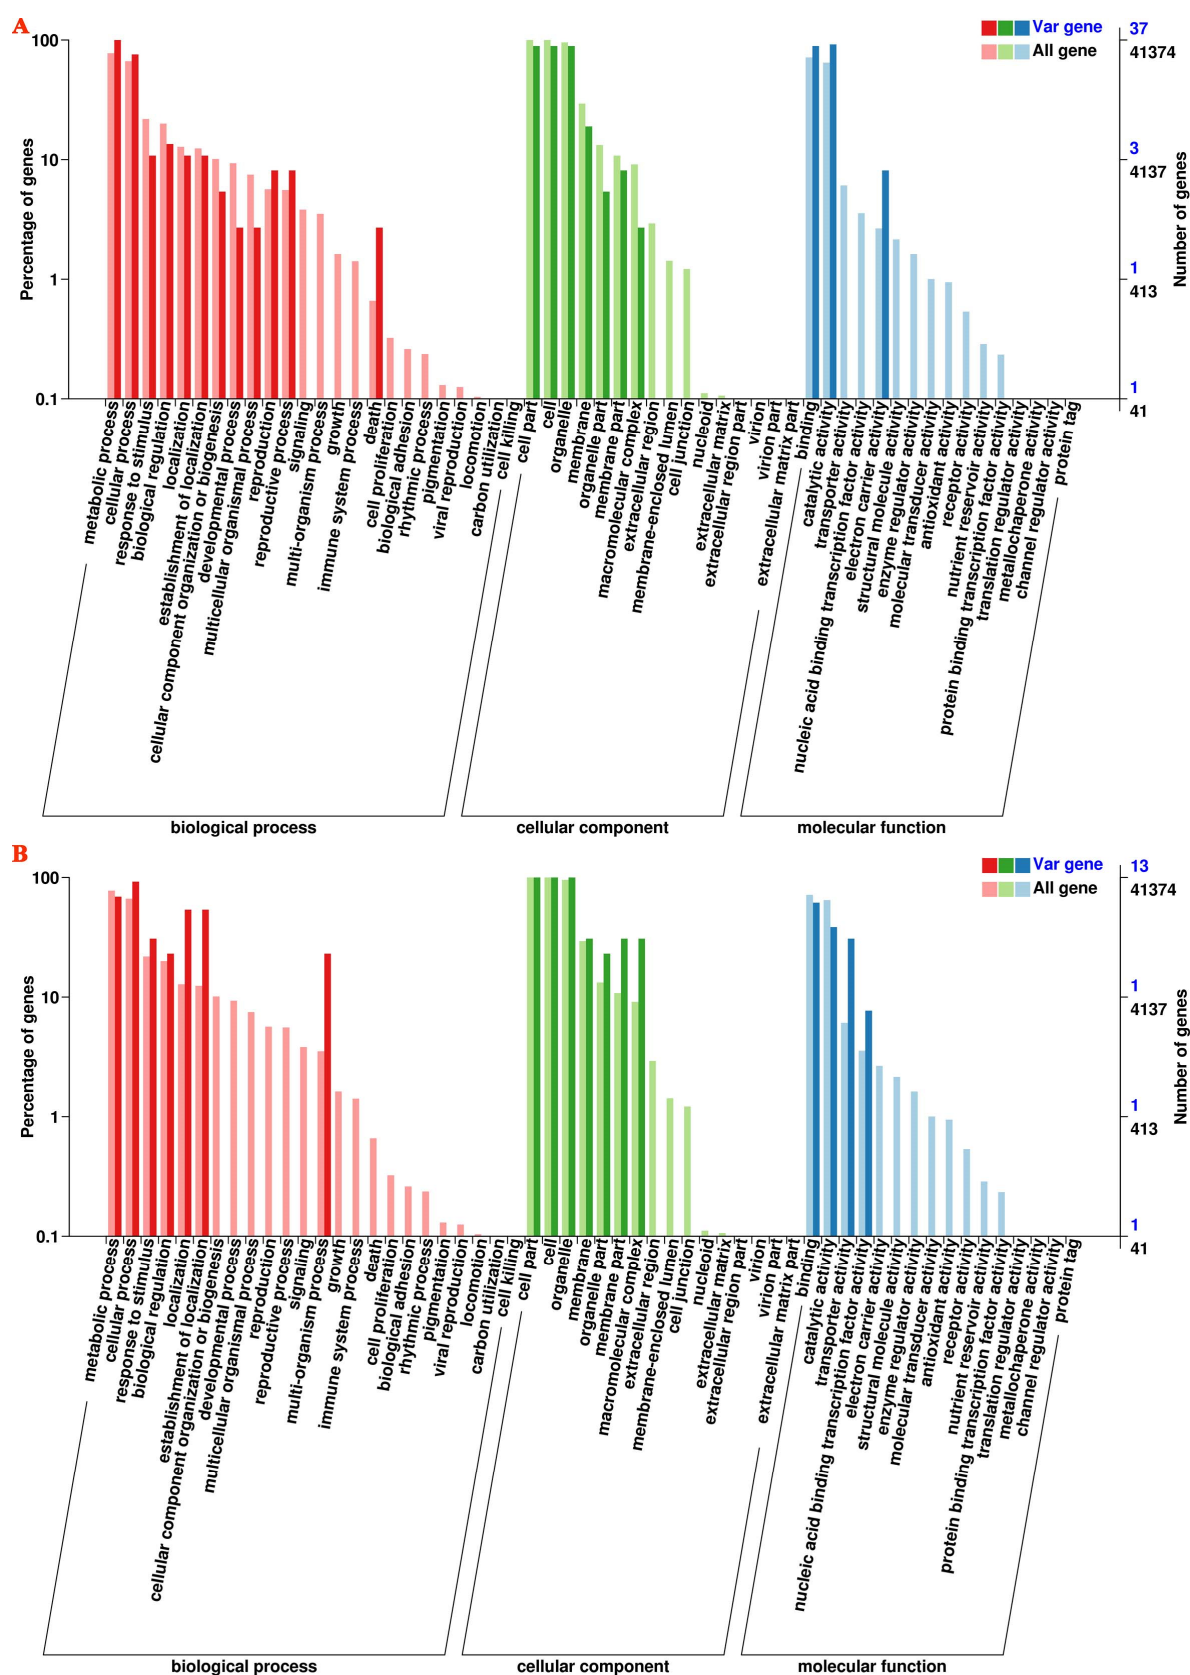 A
Var gene
All gene
37
41374
3
4137
1
413
1
41
Number of genes
Percentage of genes
100
10
1
0.1
metabolic process
cellular process
response to stimulus
biological regulation
localization
establishment of localization
cellular component organization or biogenesis
developmental process
multicellular organismal process
reproduction
reproductive process
signaling
multi-organism process
growth
immune system process
death
cell proliferation
biological adhesion
rhythmic process
pigmentation
viral reproduction
locomotion
carbon utilization
cell killing
cell part
cell
organelle
membrane
organelle part
membrane part
macromolecular complex
extracellular region
membrane-enclosed lumen
cell junction
nucleoid
extracellular matrix
extracellular region part
virion
virion part
extracellular matrix part
binding
catalytic activity
transporter activity
nucleic acid binding transcription factor activity
electron carrier activity
structural molecule activity
enzyme regulator activity
molecular transducer activity
antioxidant activity
receptor activity
nutrient reservoir activity
protein binding transcription factor activity
translation regulator activity
metallochaperone activity
channel regulator activity
protein tag
biological process
cellular component
molecular function
B
Var gene
All gene
13
41374
1
4137
1
413
1
41
Number of genes
Percentage of genes
100
10
1
0.1
metabolic process
cellular process
response to stimulus
biological regulation
localization
establishment of localization
cellular component organization or biogenesis
developmental process
multicellular organismal process
reproduction
reproductive process
signaling
multi-organism process
growth
immune system process
death
cell proliferation
biological adhesion
rhythmic process
pigmentation
viral reproduction
locomotion
carbon utilization
cell killing
cell part
cell
organelle
membrane
organelle part
membrane part
macromolecular complex
extracellular region
membrane-enclosed lumen
cell junction
nucleoid
extracellular matrix
extracellular region part
virion
virion part
extracellular matrix part
binding
catalytic activity
transporter activity
nucleic acid binding transcription factor activity
electron carrier activity
structural molecule activity
enzyme regulator activity
molecular transducer activity
antioxidant activity
receptor activity
nutrient reservoir activity
protein binding transcription factor activity
translation regulator activity
metallochaperone activity
channel regulator activity
protein tag
biological process
cellular component
molecular function